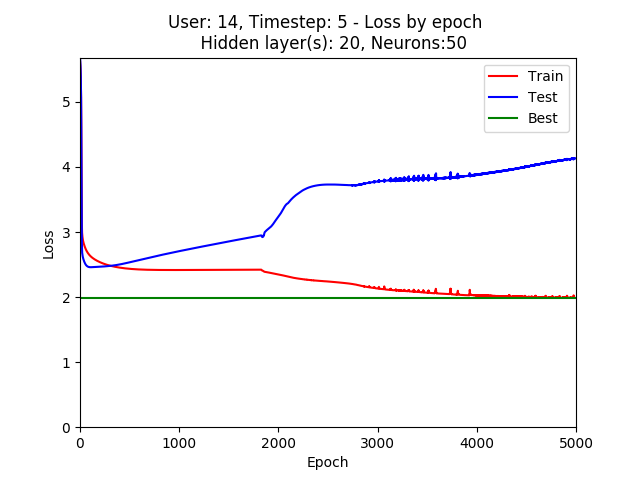 User: 14, Timestep: 5 - Loss by epoch
Hidden layer(s): 20, Neurons:50
Train
Test
Best
5
4
3
2
1
0
Loss
0 1000 2000 3000 4000 5000
Epoch